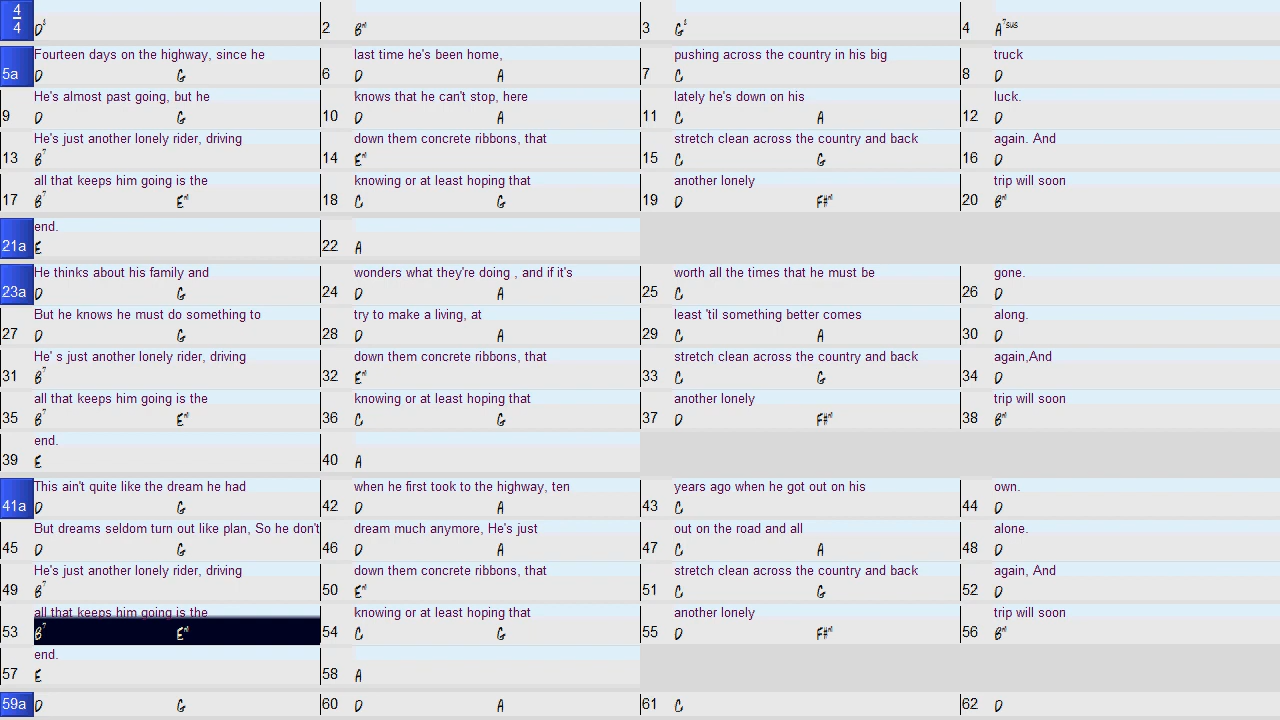 4 4 D² 2 Bm 3 G² 4 A7sus
Fourteen days on the highway, since he last time he's been home, pushing across the country in his big truck
5a D G 6 D A 7 C 8 D
He's almost past going, but he knows that he can't stop, here lately he's down on his luck.
9 D G 10 D A 11 C A 12 D
He's just another lonely rider, driving down them concrete ribbons, that stretch clean across the country and back again. And
13 B7 14 Em 15 C G 16 D
all that keeps him going is the knowing or at least hoping that another lonely trip will soon
17 B7 Em 18 C G 19 D F#m 20 Bm
end.
21a E 22 A
He thinks about his family and wonders what they're doing , and if it's worth all the times that he must be gone.
23a D G 24 D A 25 C 26 D
But he knows he must do something to try to make a living, at least 'til something better comes along.
27 D G 28 D A 29 C A 30 D
He' s just another lonely rider, driving down them concrete ribbons, that stretch clean across the country and back again,And
31 B7 32 Em 33 C G 34 D
all that keeps him going is the knowing or at least hoping that another lonely trip will soon
35 B7 Em 36 C G 37 D F#m 38 Bm
end.
39 E 40 A
This ain't quite like the dream he had when he first took to the highway, ten years ago when he got out on his own.
41a D G 42 D A 43 C 44 D
But dreams seldom turn out like plan, So he don't dream much anymore, He's just out on the road and all alone.
45 D G 46 D A 47 C A 48 D
He's just another lonely rider, driving down them concrete ribbons, that stretch clean across the country and back again, And
49 B7 50 Em 51 C G 52 D
all that keeps him going is the knowing or at least hoping that another lonely trip will soon
53 B7 Em 54 C G 55 D F#m 56 Bm
end.
57 E 58 A
59a D G 60 D A 61 C 62 D